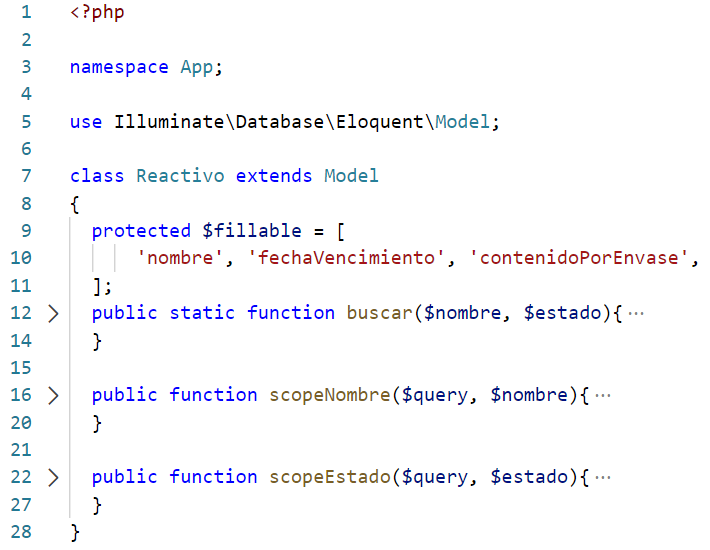 1 <?php
2
3 namespace App;
4
5 use Illuminate\Database\Eloquent\Model;
6
7 class Reactivo extends Model
8 {
9 protected $fillable = [
10 'nombre', 'fechaVencimiento', 'contenidoPorEnvase',
11 ];
12 public static function buscar($nombre, $estado){ ···
14 }
15
16 public function scopeNombre($query, $nombre){ ···
20 }
21
22 public function scopeEstado($query, $estado){ ···
27 }
28 }